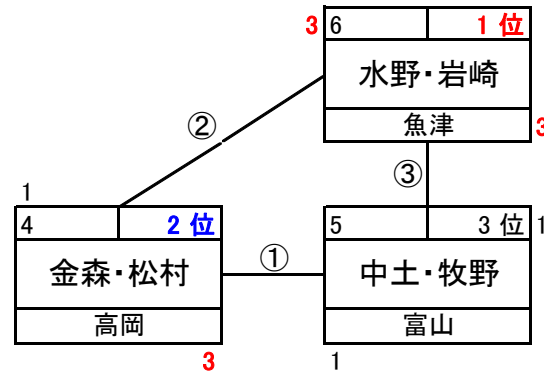 3 6 1 位
水野・岩崎
② 魚津 3
③
1
4 2 位 5 3 位 1
金森・松村 ① 中土・牧野
高岡 富山
3 1